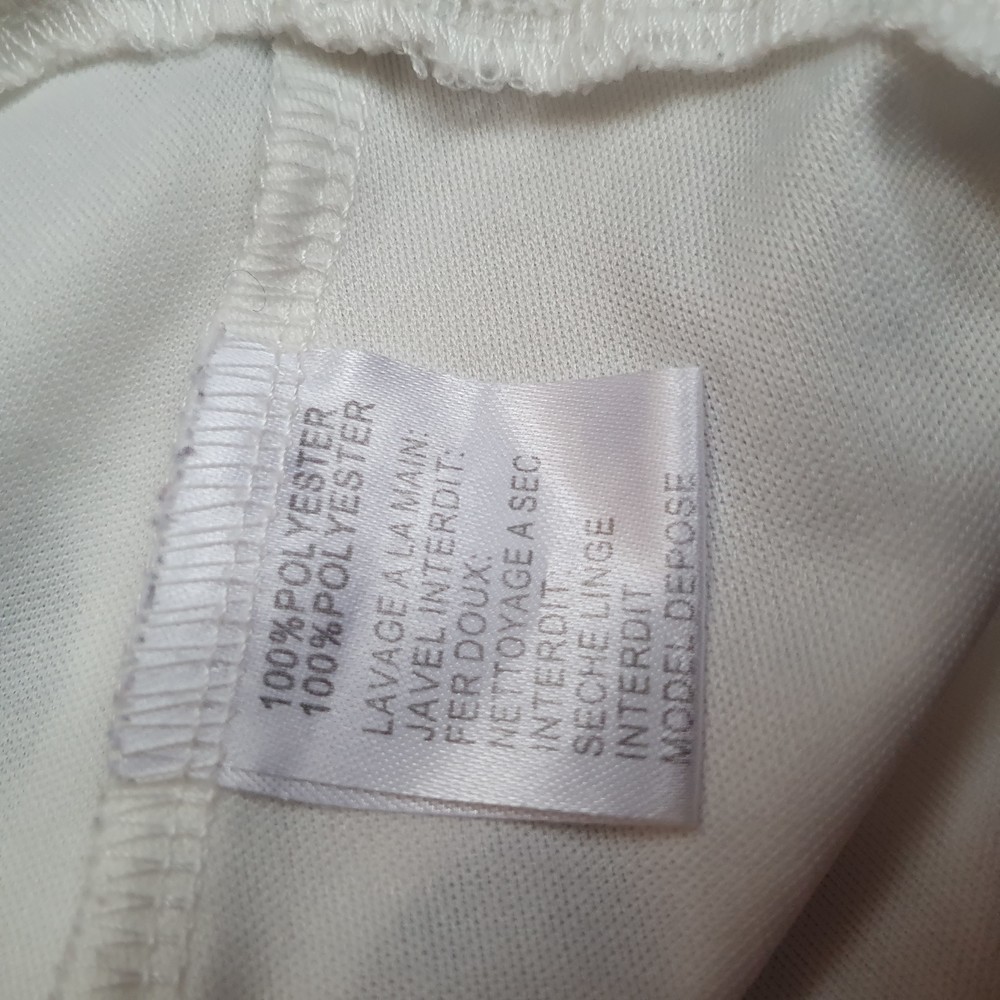 100%POLYESTER
100%POLYESTER
LAVAGE A LA MAIN:
JAVEL INTERDIT:
FER DOUX:
NETTOYAGE A SEC
INTERDIT
SECHE LINGE
INTERDIT
MODEL DEPOSE